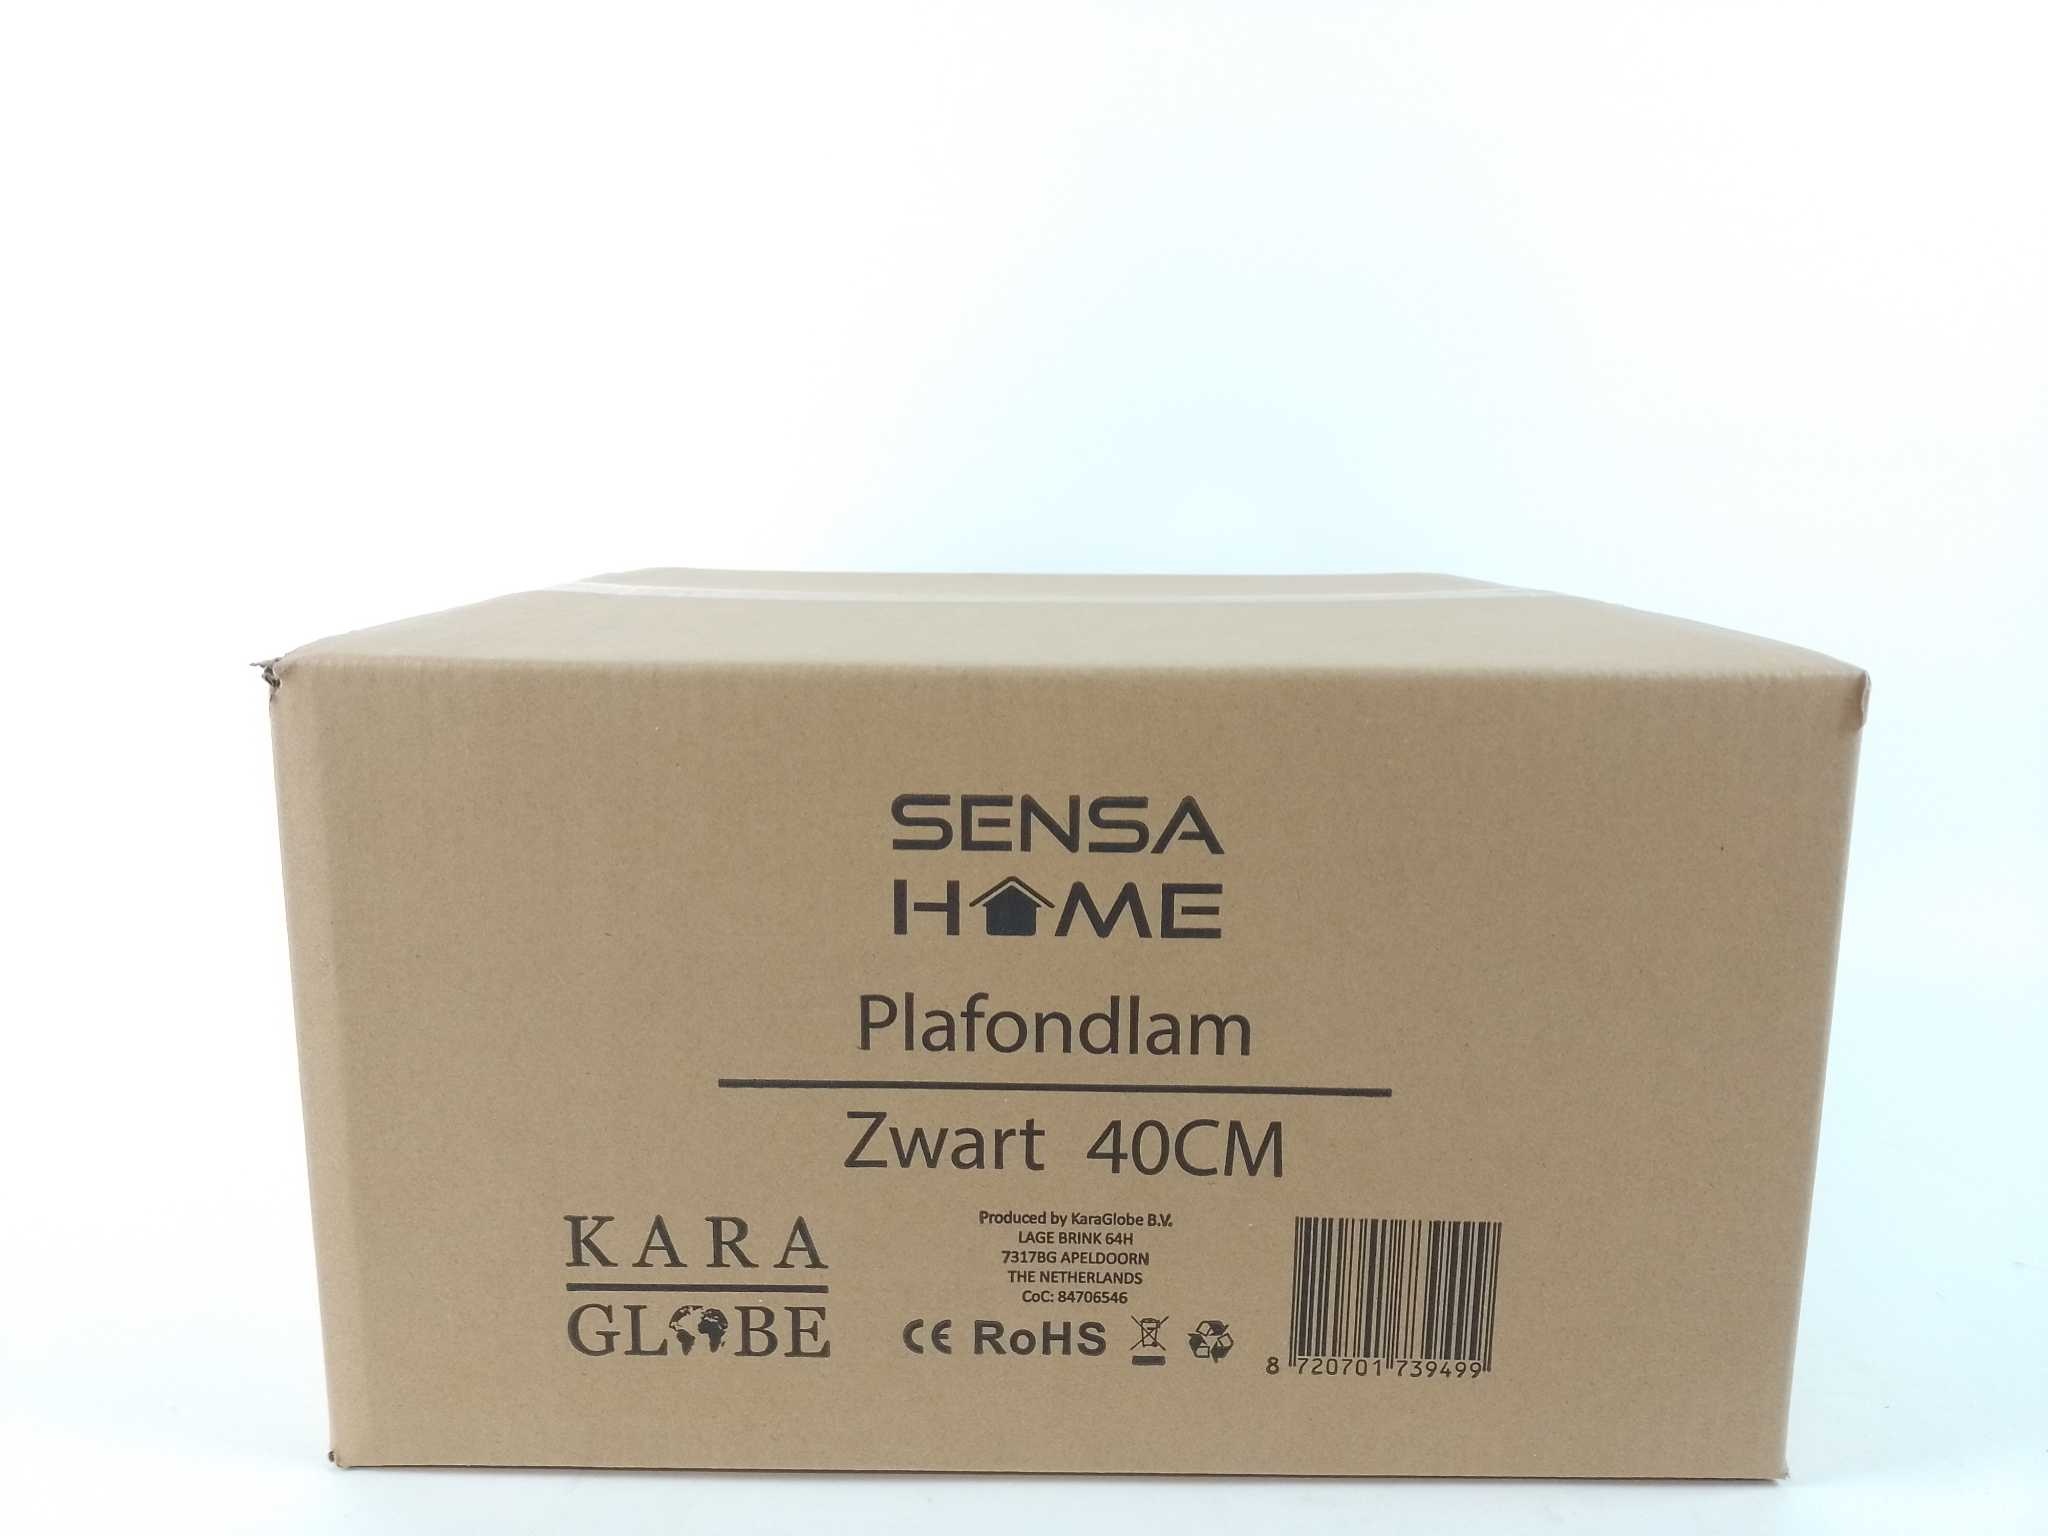 SENSA
HOME
Plafondlam
Zwart 40CM
KARA
GLOBE
Produced by KaraGlobe B.V.
LAGE BRINK 64H
7317BG APELDOORN
THE NETHERLANDS
CoC: 84706546
CE RoHS
8 720701 739499